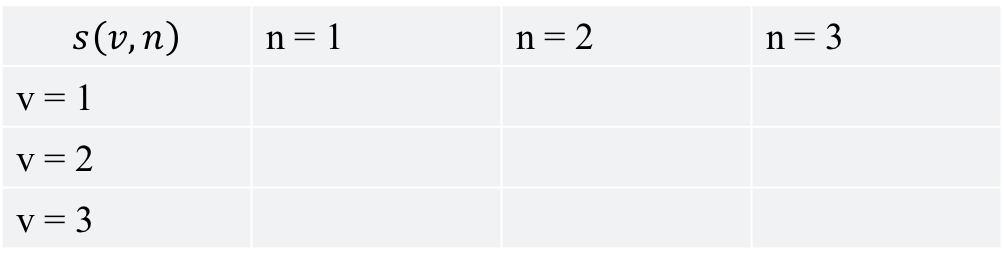 s(v,n) n = 1 n = 2 n = 3
v = 1
v = 2
v = 3